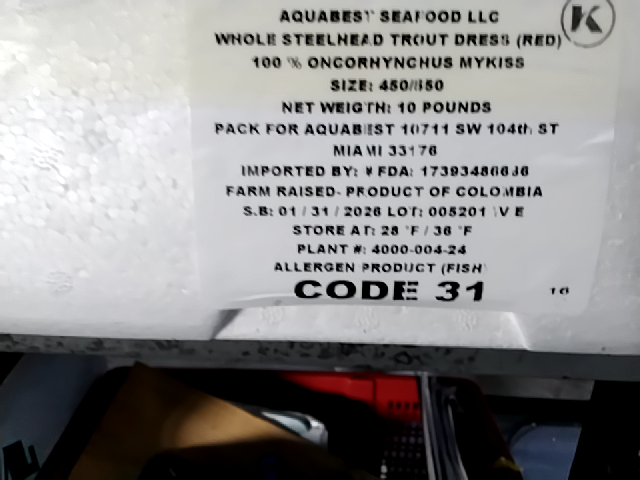 K
AQUABEST SEAFOOD LLC
WHOLE STEELHEAD TROUT DRESS (RED)
100 % ONCORHYNCHUS MYKISS
SIZE: 450/650
NET WEIGTH: 10 POUNDS
PACK FOR AQUABEST 10711 SW 104th ST
MIAMI 33176
IMPORTED BY: # FDA:
FARM RAISED- PRODUCT OF COLOMBIA
S.B: 01 / 31 / 2026 LOT: 005201 V E
STORE AT: 28 °F / 36 °F
PLANT #: 4000-004-24
ALLERGEN PRODUCT (FISH)
CODE 31
16